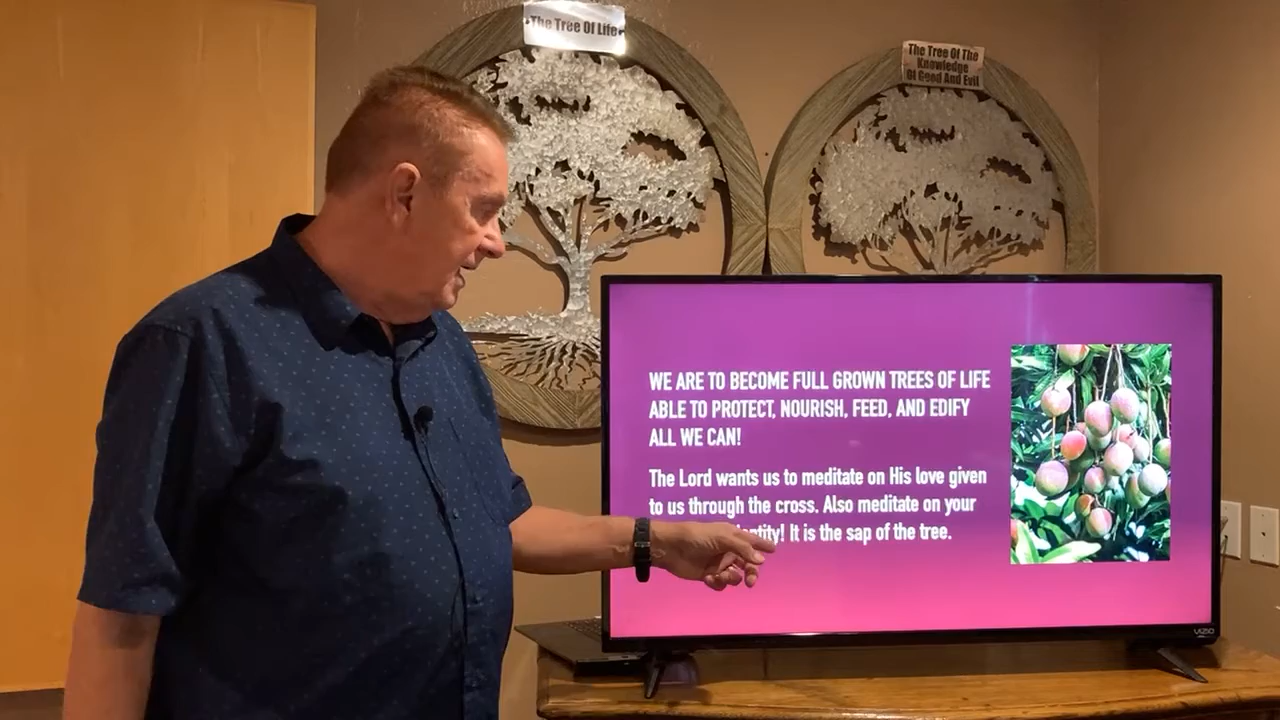 The Tree Of Life
The Tree Of The
Knowledge
Of Good And Evil
WE ARE TO BECOME FULL GROWN TREES OF LIFE
ABLE TO PROTECT, NOURISH, FEED, AND EDIFY
ALL WE CAN!
The Lord wants us to meditate on His love given
to us through the cross. Also meditate on your
It is the sap of the tree.
VIZIO